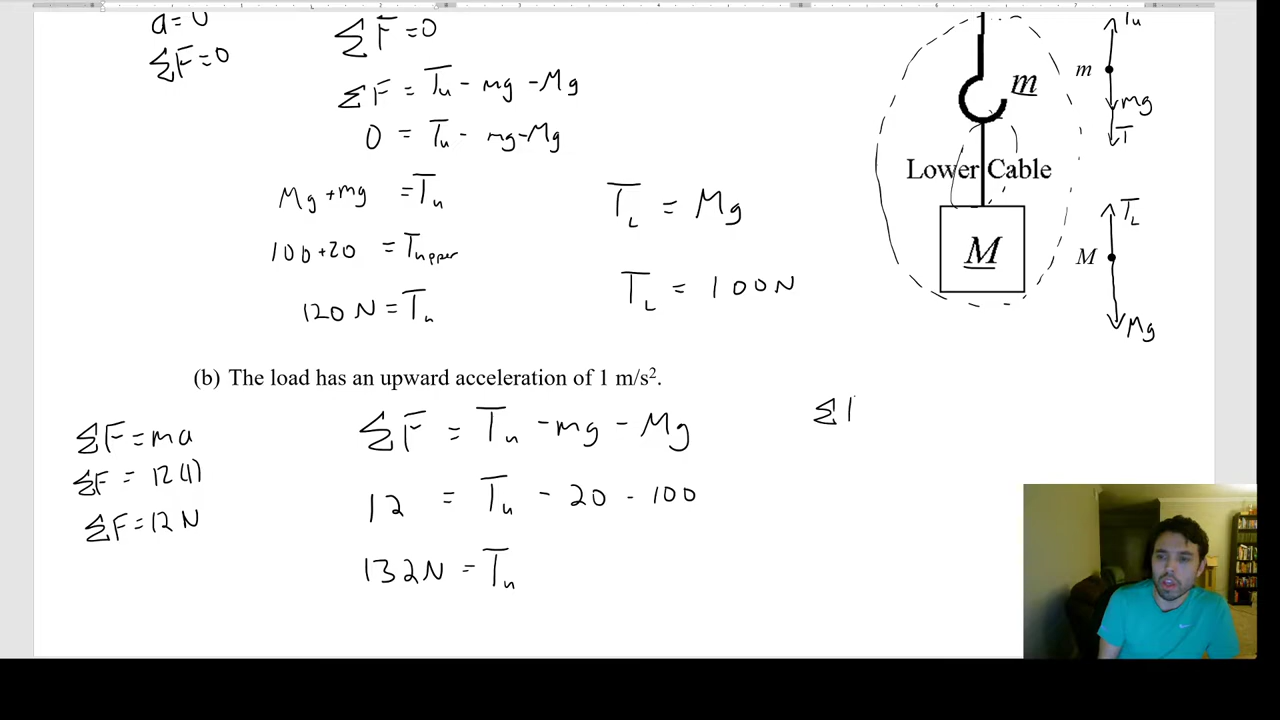 a = 0
ΣF = 0
ΣF = 0
ΣF = Tu - mg - Mg
0 = Tu - mg - Mg
Mg + mg = Tu
100 + 20 = Tupper
120 N = Tu
TL = Mg
TL = 100N
m
Lower Cable
M
Tu
m
mg
T
TL
M
Mg
(b) The load has an upward acceleration of 1 m/s².
ΣF = ma
ΣF = 12(1)
ΣF = 12 N
ΣF = Tu - mg - Mg
12 = Tu - 20 - 100
132N = Tu
Σ